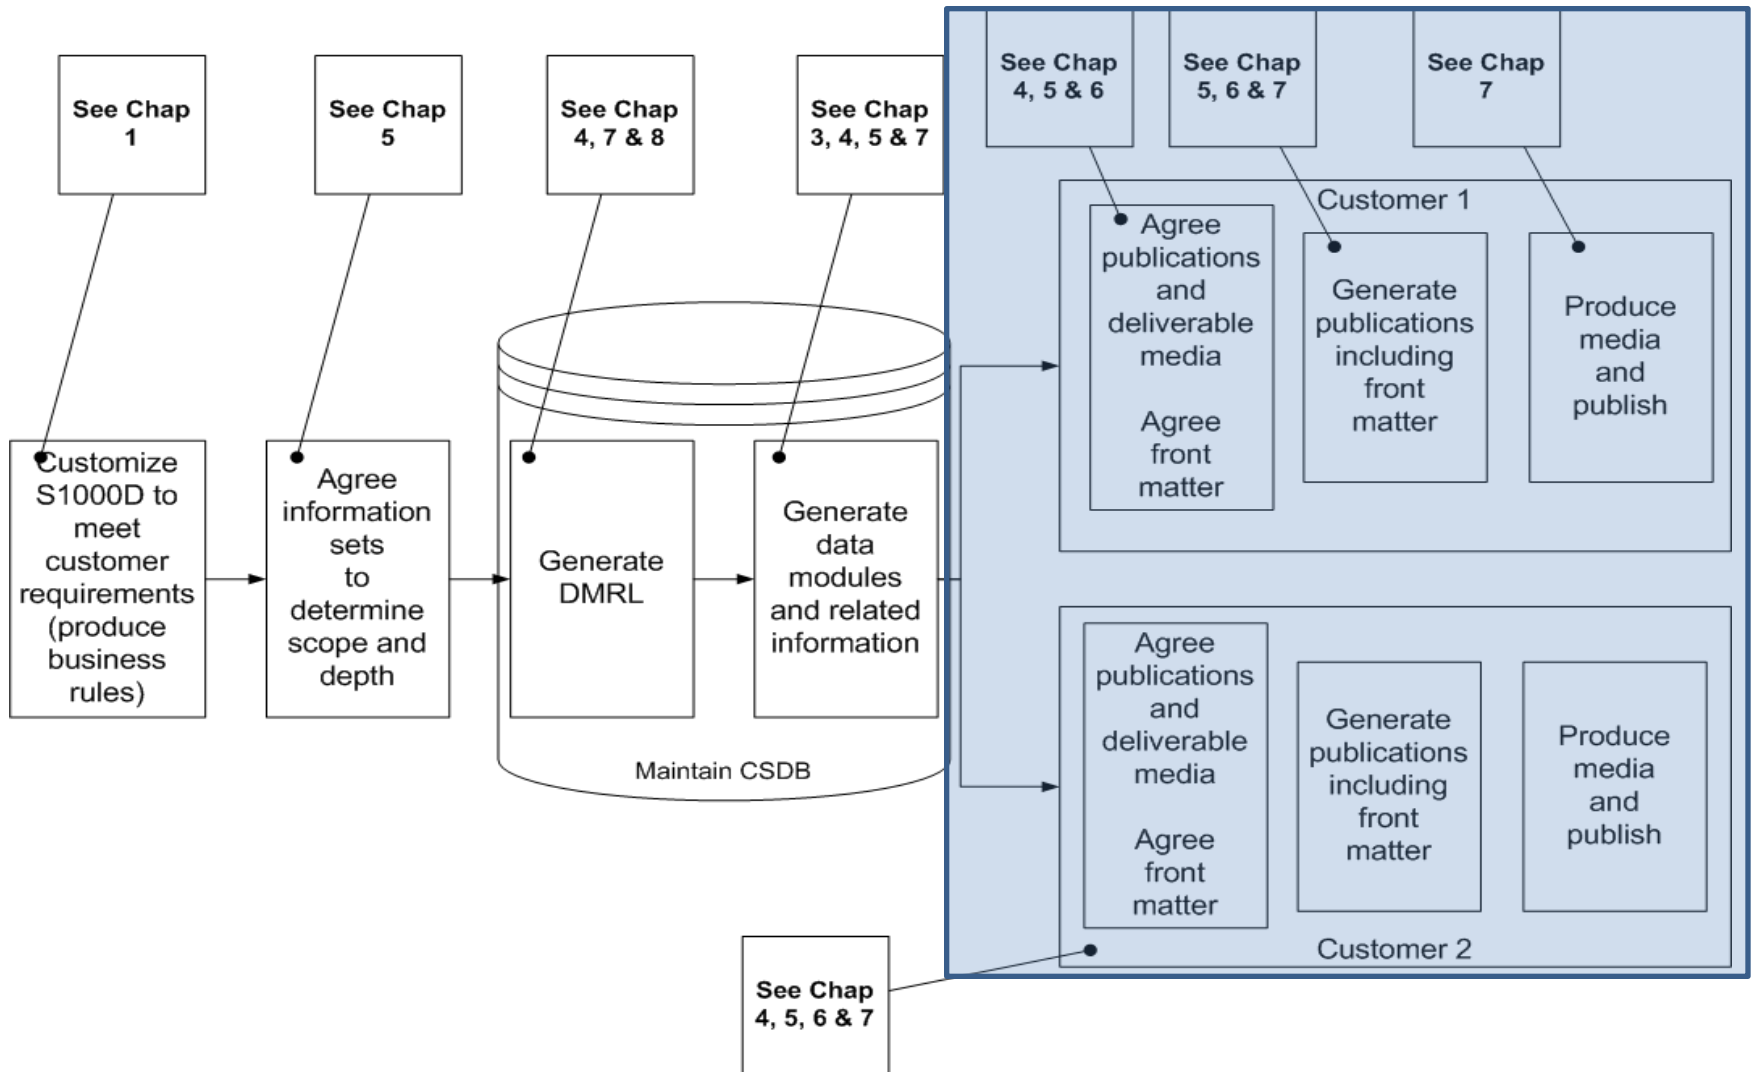 See Chap
1
See Chap
5
See Chap
4, 7 & 8
See Chap
3, 4, 5 & 7
See Chap
4, 5 & 6
See Chap
5, 6 & 7
See Chap
7
Customize
S1000D to
meet
customer
requirements
(produce
business
rules)
Agree
information
sets
to
determine
scope and
depth
Generate
DMRL
Generate
data
modules
and related
information
Maintain CSDB
Customer 1
Agree
publications
and
deliverable
media
Agree
front
matter
Generate
publications
including
front
matter
Produce
media
and
publish
Agree
publications
and
deliverable
media
Agree
front
matter
Generate
publications
including
front
matter
Produce
media
and
publish
Customer 2
See Chap
4, 5, 6 & 7